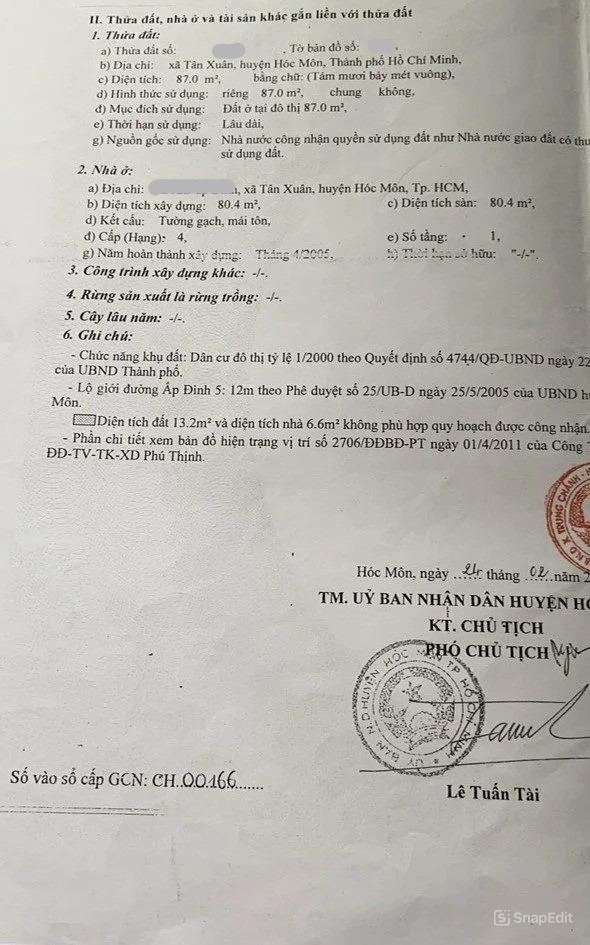 II. Thửa đất, nhà ở và tài sản khác gắn liền với thửa đất
1. Thửa đất:
a) Thửa đất số: , Tờ bản đồ số: ,
b) Địa chỉ: xã Tân Xuân, huyện Hóc Môn, Thành phố Hồ Chí Minh,
c) Diện tích: 87.0 m², bằng chữ: (Tám mươi bảy mét vuông),
d) Hình thức sử dụng: riêng 87.0 m², chung không,
đ) Mục đích sử dụng: Đất ở tại đô thị 87.0 m²,
e) Thời hạn sử dụng: Lâu dài,
g) Nguồn gốc sử dụng: Nhà nước công nhận quyền sử dụng đất như Nhà nước giao đất có thu
sử dụng đất.
2. Nhà ở:
a) Địa chỉ: , xã Tân Xuân, huyện Hóc Môn, Tp. HCM,
b) Diện tích xây dựng: 80.4 m², c) Diện tích sàn: 80.4 m²,
d) Kết cấu: Tường gạch, mái tôn,
đ) Cấp (Hạng): 4, e) Số tầng: 1,
g) Năm hoàn thành xây dựng: Tháng 4/2005, h) Thời hạn sở hữu: "-/-".
3. Công trình xây dựng khác: -/-.
4. Rừng sản xuất là rừng trồng: -/-.
5. Cây lâu năm: -/-.
6. Ghi chú:
- Chức năng khu đất: Dân cư đô thị tỷ lệ 1/2000 theo Quyết định số 4744/QĐ-UBND ngày 22
của UBND Thành phố.
- Lộ giới đường Ấp Đình 5: 12m theo Phê duyệt số 25/UB-D ngày 25/5/2005 của UBND h
Môn.
Diện tích đất 13.2m² và diện tích nhà 6.6m² không phù hợp quy hoạch được công nhận.
- Phần chi tiết xem bản đồ hiện trạng vị trí số 2706/ĐĐBĐ-PT ngày 01/4/2011 của Công
ĐĐ-TV-TK-XD Phú Thịnh.
U.B.N.D X TRUNG CHÁNH - H
Hóc Môn, ngày 24 tháng 02 năm 2
TM. UỶ BAN NHÂN DÂN HUYỆN HÓ
KT. CHỦ TỊCH
PHÓ CHỦ TỊCH
ỦY BAN N.D HUYỆN HÓC MÔN TP HỒ CHÍ MINH
Số vào sổ cấp GCN: CH.00166
Lê Tuấn Tài
SnapEdit